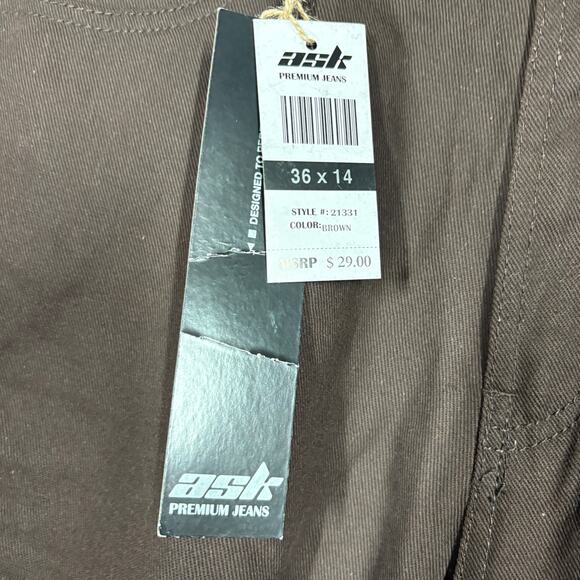 ask
PREMIUM JEANS
36 x 14
STYLE #: 21331
COLOR: BROWN
MSRP $ 29.00
DESIGNED TO
ask
PREMIUM JEANS